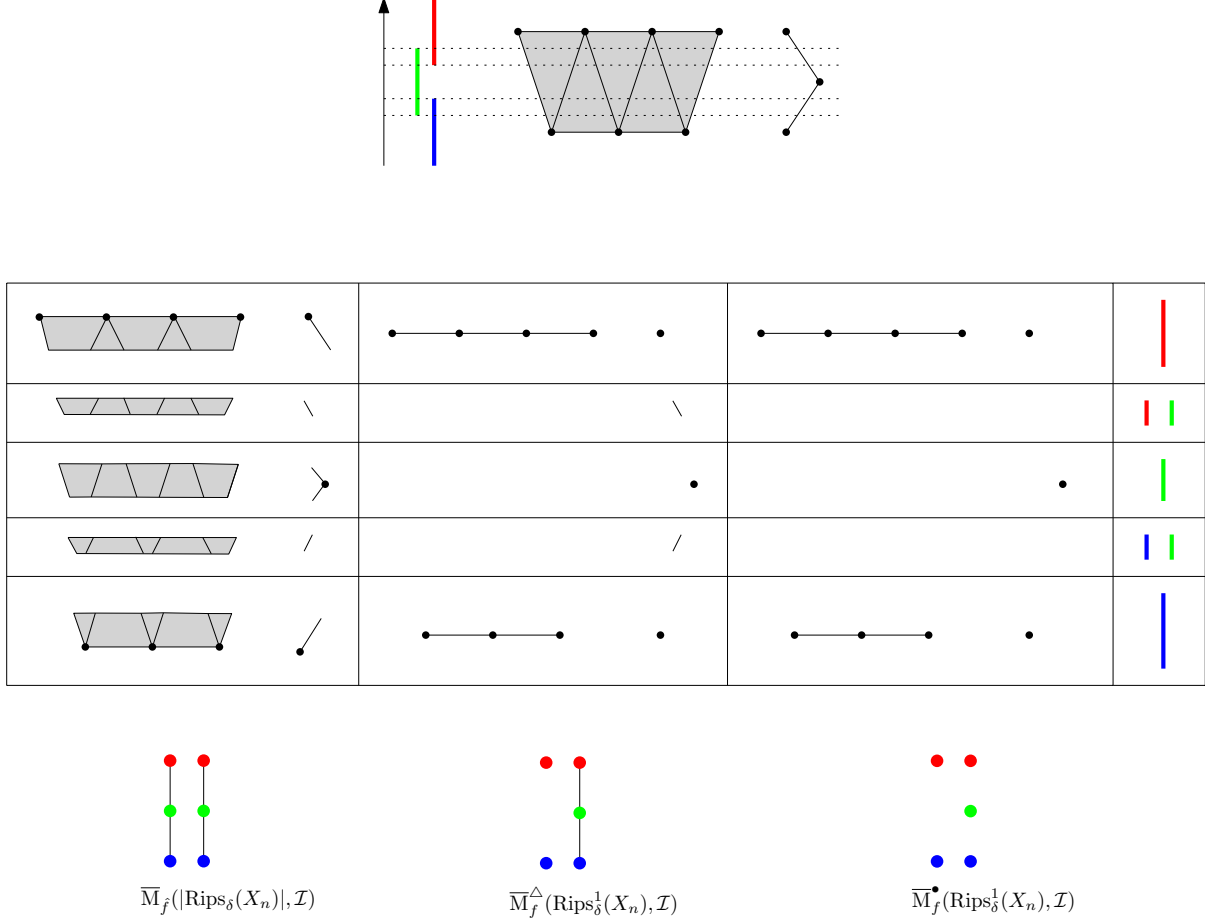 M̅_f̂(|Rips_δ(X_n)|, ℐ)
M̅_f^△(Rips_δ^1(X_n), ℐ)
M̅_f^•(Rips_δ^1(X_n), ℐ)